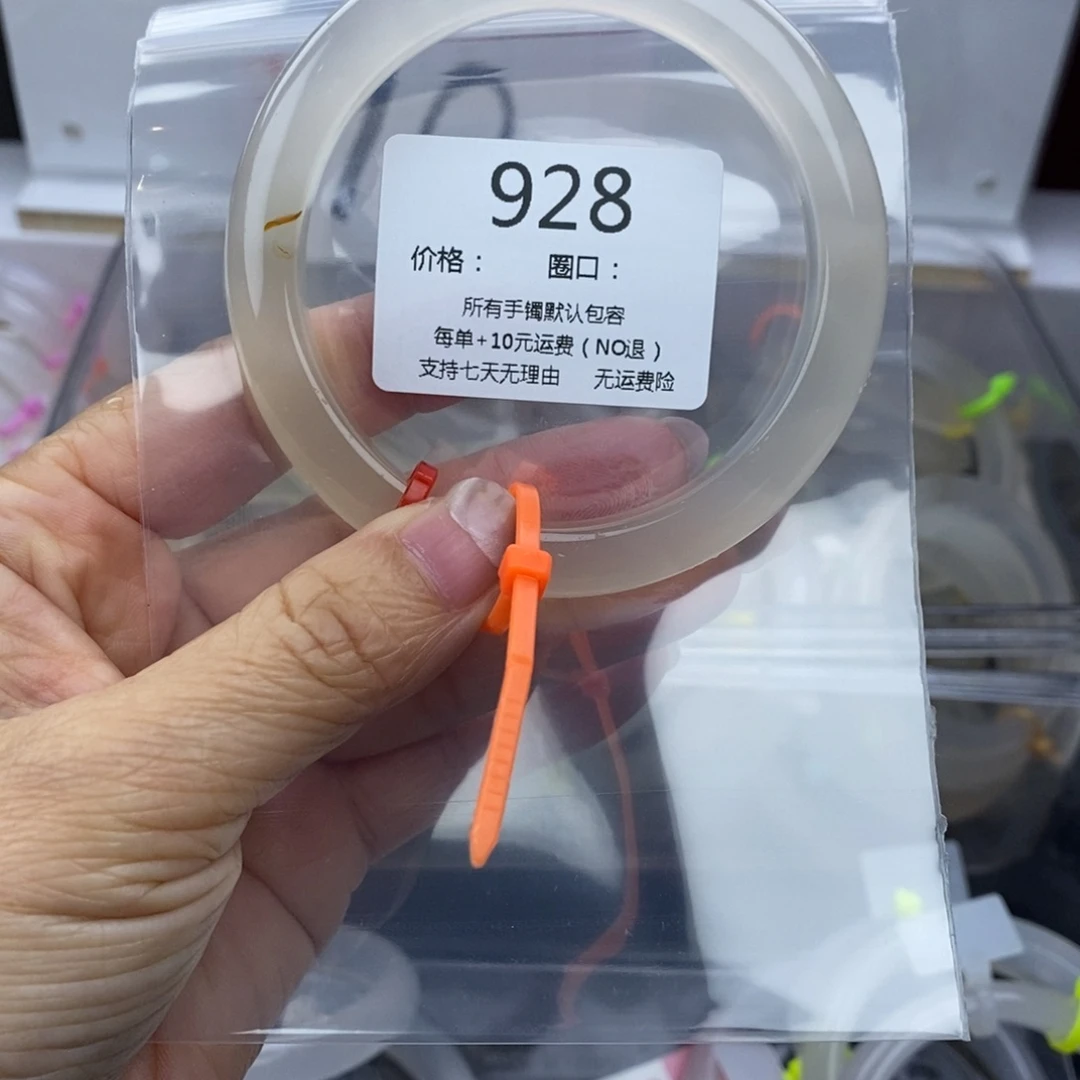 928
价格： 圈口：
所有手镯默认包容
每单+10元运费（NO退）
支持七天无理由 无运费险